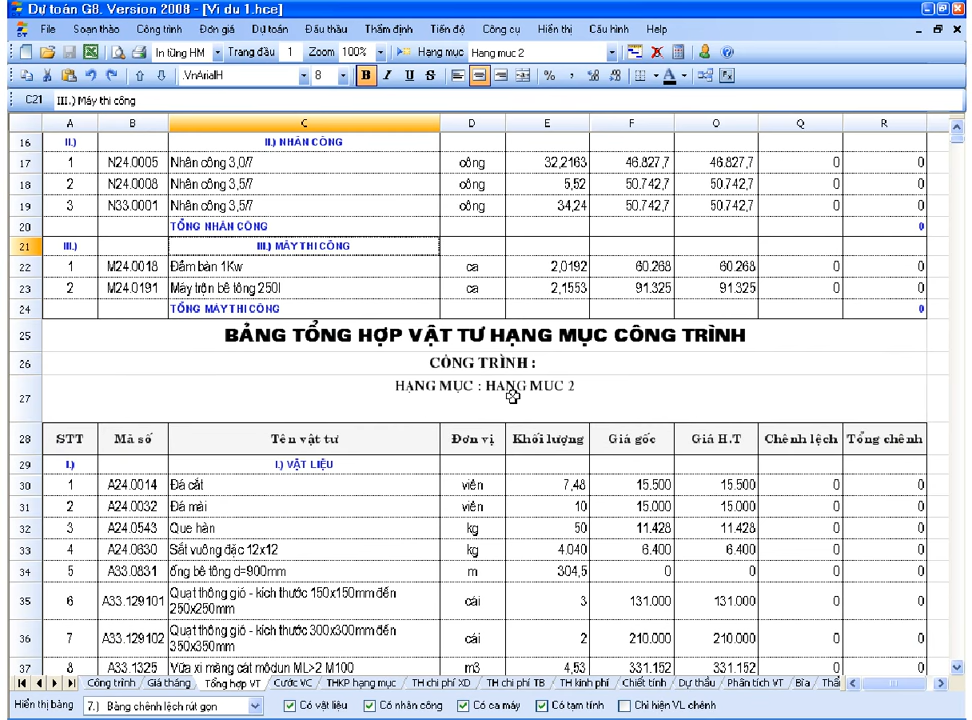 Dự toán G8. Version 2008 - [Vi du 1.hce]
File Soạn thảo Công trình Đơn giá Dự toán Đấu thầu Thẩm định Tiến độ Công cụ Hiển thị Cấu hình Help
In từng HM Trang đầu 1 Zoom 100% Hạng mục Hạng mục 2
.VnArialH 8 B I U S % ,
C21 III.) Máy thi công
A B C D E F O Q R
16 II.) II.) NHÂN CÔNG
17 1 N24.0005 Nhân công 3,0/7 công 32,2163 46.827,7 46.827,7 0 0
18 2 N24.0008 Nhân công 3,5/7 công 5,52 50.742,7 50.742,7 0 0
19 3 N33.0001 Nhân công 3,5/7 công 34,24 50.742,7 50.742,7 0 0
20 TỔNG NHÂN CÔNG 0
21 III.) III.) MÁY THI CÔNG
22 1 M24.0018 Đầm bàn 1Kw ca 2,0192 60.268 60.268 0 0
23 2 M24.0191 Máy trộn bê tông 250l ca 2,1553 91.325 91.325 0 0
24 TỔNG MÁY THI CÔNG 0
25 BẢNG TỔNG HỢP VẬT TƯ HẠNG MỤC CÔNG TRÌNH
26 CÔNG TRÌNH :
27 HẠNG MỤC : HẠNG MỤC 2
28 STT Mã số Tên vật tư Đơn vị Khối lượng Giá gốc Giá H.T Chênh lệch Tổng chênh
29 I.) I.) VẬT LIỆU
30 1 A24.0014 Đá cắt viên 7,48 15.500 15.500 0 0
31 2 A24.0032 Đá mài viên 10 15.000 15.000 0 0
32 3 A24.0543 Que hàn kg 50 11.428 11.428 0 0
33 4 A24.0630 Sắt vuông đặc 12x12 kg 4.040 6.400 6.400 0 0
34 5 A33.0831 ống bê tông d=900mm m 304,5 0 0 0 0
35 6 A33.129101 Quạt thông gió - kích thước 150x150mm đến 250x250mm cái 3 131.000 131.000 0 0
36 7 A33.129102 Quạt thông gió - kích thước 300x300mm đến 350x350mm cái 2 210.000 210.000 0 0
37 8 A33.1325 Vữa xi măng cát môdun ML>2 M100 m3 4,53 331.152 331.152 0 0
Công trình Giá tháng Tổng hợp VT Cước VC THKP hạng mục TH chi phí XD TH chi phí TB TH kinh phí Chiết tính Dự thầu Phân tích VT Bìa
Hiển thị bảng 7.) Bảng chênh lệch rút gọn Có vật liệu Có nhân công Có ca máy Có tạm tính Chỉ hiện VL chênh